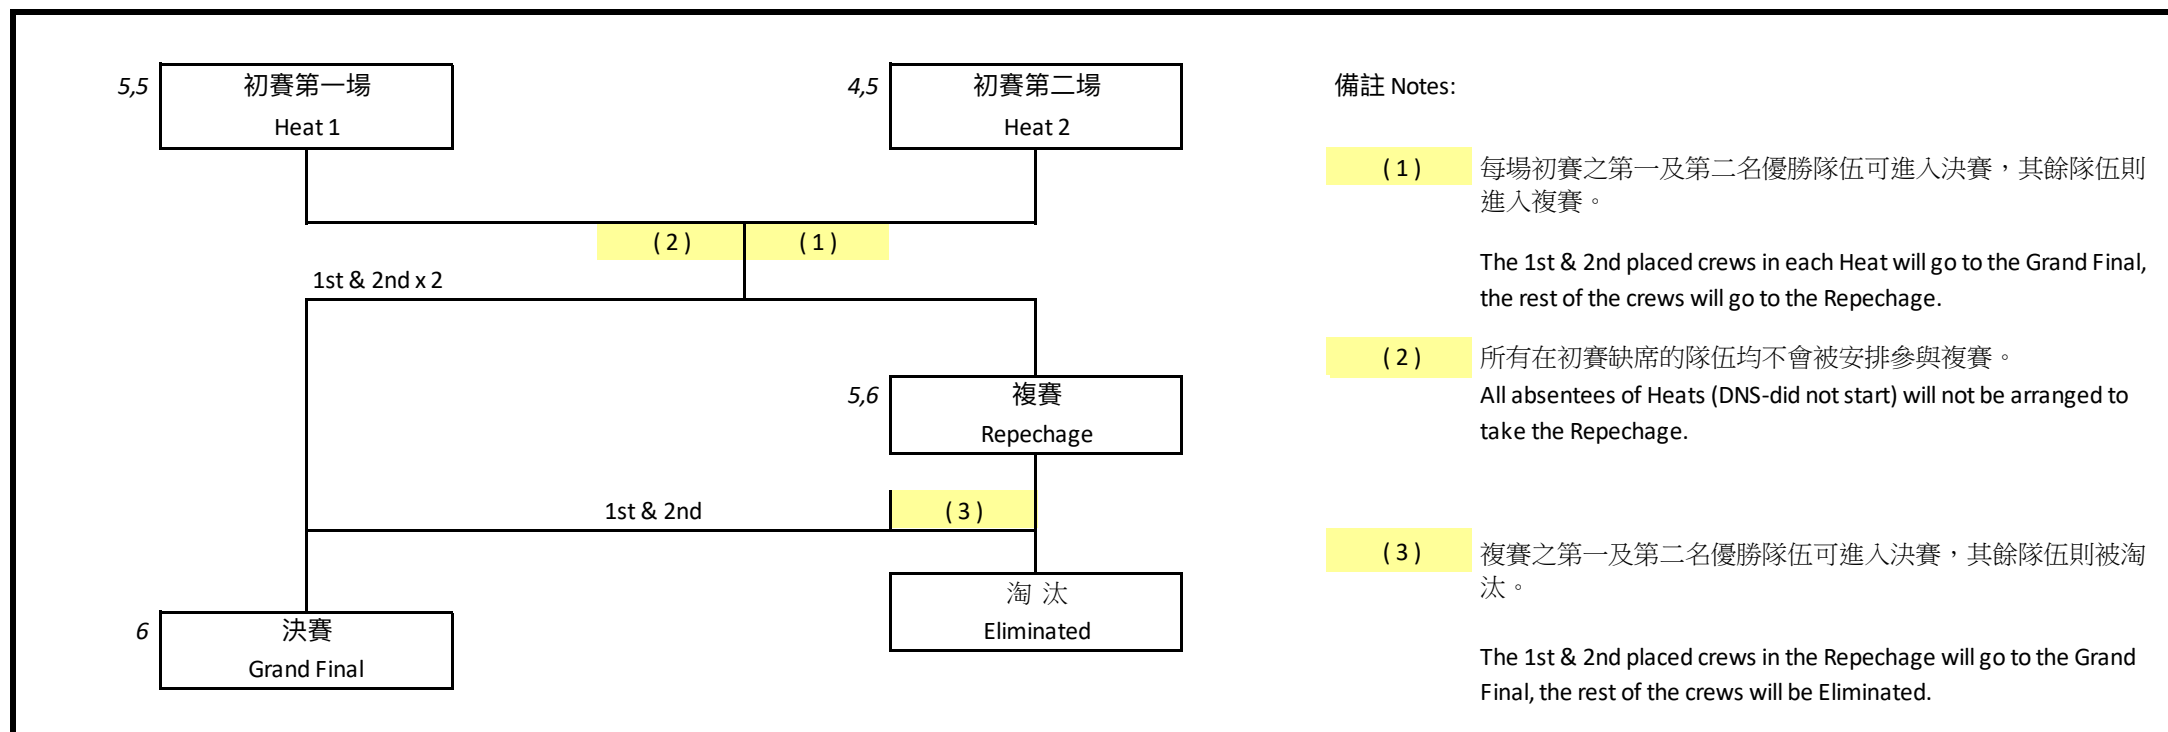 5,5
初賽第一場
Heat 1
4,5
初賽第二場
Heat 2
( 2 )
( 1 )
1st & 2nd x 2
5,6
複賽
Repechage
1st & 2nd
( 3 )
淘 汰
Eliminated
6
決賽
Grand Final
備註 Notes:
( 1 )
每場初賽之第一及第二名優勝隊伍可進入決賽，其餘隊伍則
進入複賽。
The 1st & 2nd placed crews in each Heat will go to the Grand Final,
the rest of the crews will go to the Repechage.
( 2 )
所有在初賽缺席的隊伍均不會被安排參與複賽。
All absentees of Heats (DNS-did not start) will not be arranged to
take the Repechage.
( 3 )
複賽之第一及第二名優勝隊伍可進入決賽，其餘隊伍則被淘
汰。
The 1st & 2nd placed crews in the Repechage will go to the Grand
Final, the rest of the crews will be Eliminated.